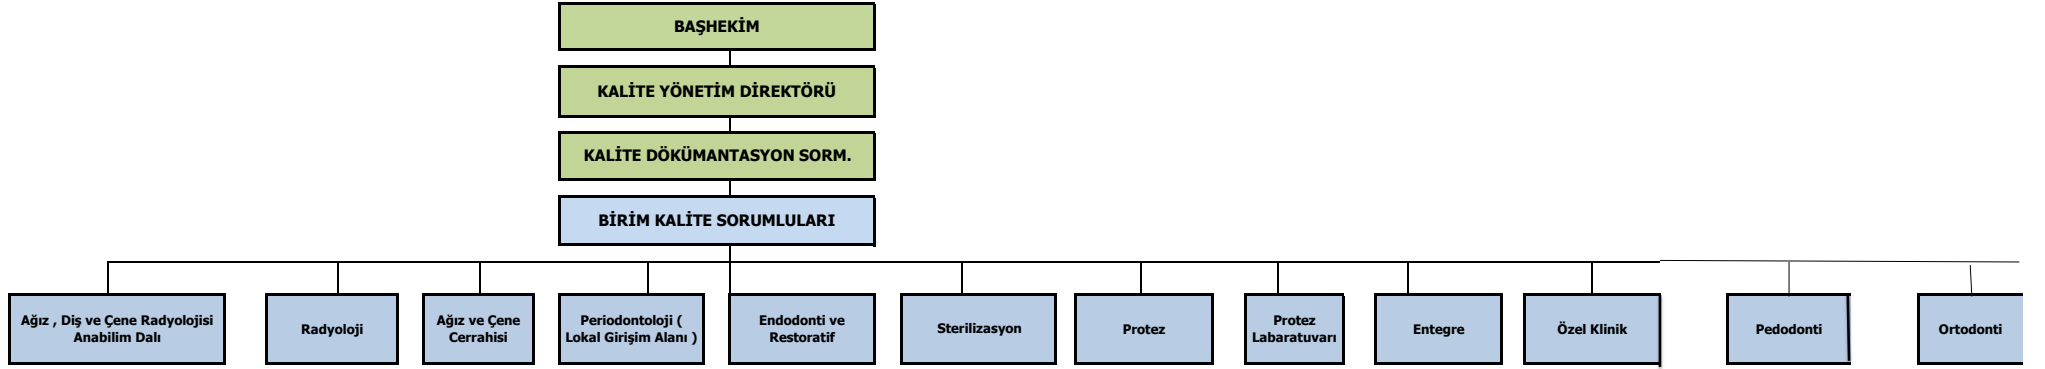 BAŞHEKİM
KALİTE YÖNETİM DİREKTÖRÜ
KALİTE DÖKÜMANTASYON SORM.
BİRİM KALİTE SORUMLULARI
Ağız , Diş ve Çene Radyolojisi
Anabilim Dalı
Radyoloji
Ağız ve Çene
Cerrahisi
Periodontoloji (
Lokal Girişim Alanı )
Endodonti ve
Restoratif
Sterilizasyon
Protez
Protez
Labaratuvarı
Entegre
Özel Klinik
Pedodonti
Ortodonti